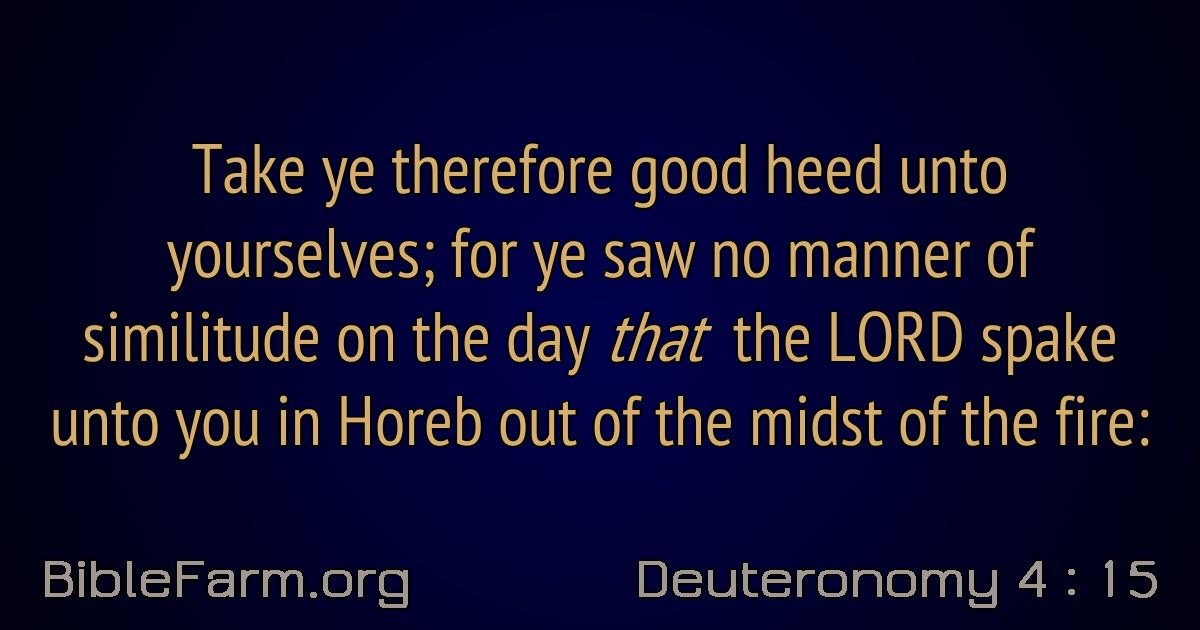 Take ye therefore good heed unto
yourselves; for ye saw no manner of
similitude on the day that the LORD spake
unto you in Horeb out of the midst of the fire:
BibleFarm.org
Deuteronomy 4 : 15